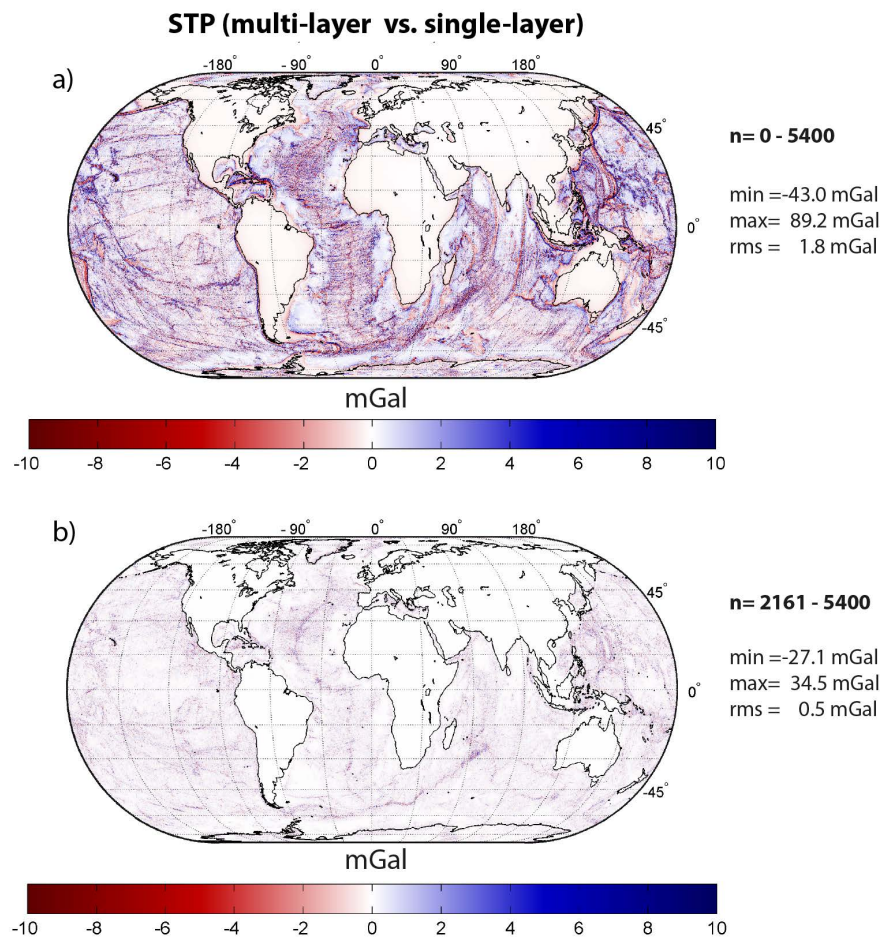 STP (multi-layer vs. single-layer)
a)
-180° -90° 0° 90° 180°
45°
n= 0 - 5400
min =-43.0 mGal
max= 89.2 mGal
0°
rms = 1.8 mGal
-45°
mGal
-10 -8 -6 -4 -2 0 2 4 6 8 10
b)
-180° -90° 0° 90° 180°
45°
n= 2161 - 5400
min =-27.1 mGal
max= 34.5 mGal
0°
rms = 0.5 mGal
-45°
mGal
-10 -8 -6 -4 -2 0 2 4 6 8 10